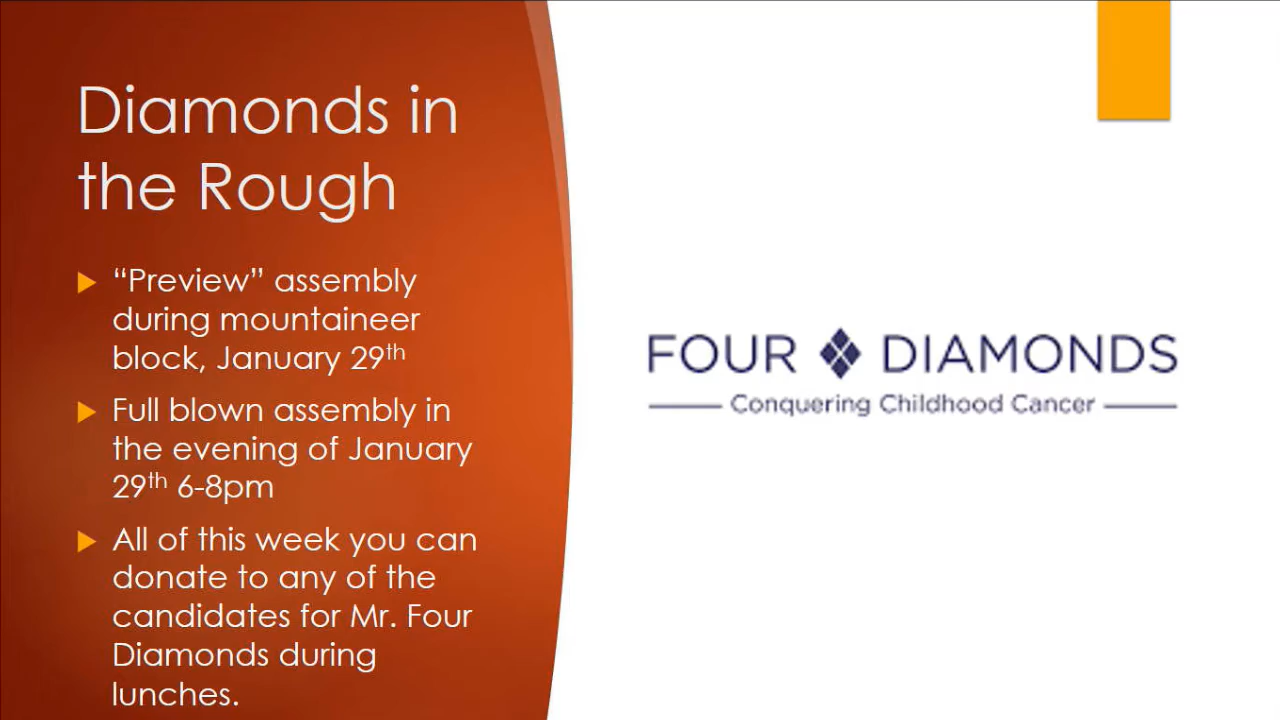 Diamonds in
the Rough
“Preview” assembly
during mountaineer
block, January 29th
Full blown assembly in
the evening of January
29th 6-8pm
All of this week you can
donate to any of the
candidates for Mr. Four
Diamonds during
lunches.
FOUR DIAMONDS
Conquering Childhood Cancer